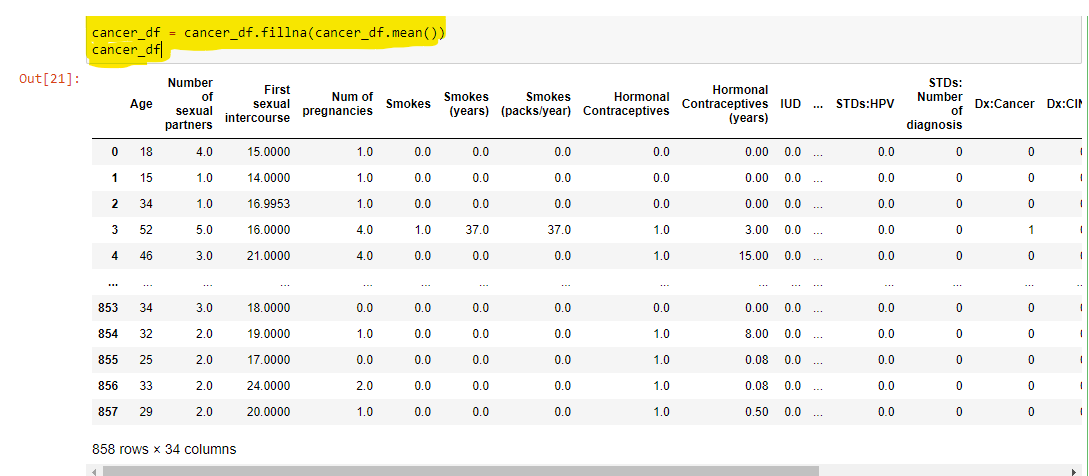 cancer_df = cancer_df.fillna(cancer_df.mean())
cancer_df
Out[21]:
Age Number of sexual partners First sexual intercourse Num of pregnancies Smokes Smokes (years) Smokes (packs/year) Hormonal Contraceptives Hormonal Contraceptives (years) IUD ... STDs:HPV STDs: Number of diagnosis Dx:Cancer
0 18 4.0 15.0000 1.0 0.0 0.0 0.0 0.0 0.00 0.0 ... 0.0 0 0
1 15 1.0 14.0000 1.0 0.0 0.0 0.0 0.0 0.00 0.0 ... 0.0 0 0
2 34 1.0 16.9953 1.0 0.0 0.0 0.0 0.0 0.00 0.0 ... 0.0 0 0
3 52 5.0 16.0000 4.0 1.0 37.0 37.0 1.0 3.00 0.0 ... 0.0 0 1
4 46 3.0 21.0000 4.0 0.0 0.0 0.0 1.0 15.00 0.0 ... 0.0 0 0
... ... ... ... ... ... ... ... ... ... ... ... ... ... ... ...
853 34 3.0 18.0000 0.0 0.0 0.0 0.0 0.0 0.00 0.0 ... 0.0 0 0
854 32 2.0 19.0000 1.0 0.0 0.0 0.0 1.0 8.00 0.0 ... 0.0 0 0
855 25 2.0 17.0000 0.0 0.0 0.0 0.0 1.0 0.08 0.0 ... 0.0 0 0
856 33 2.0 24.0000 2.0 0.0 0.0 0.0 1.0 0.08 0.0 ... 0.0 0 0
857 29 2.0 20.0000 1.0 0.0 0.0 0.0 1.0 0.50 0.0 ... 0.0 0 0
858 rows × 34 columns